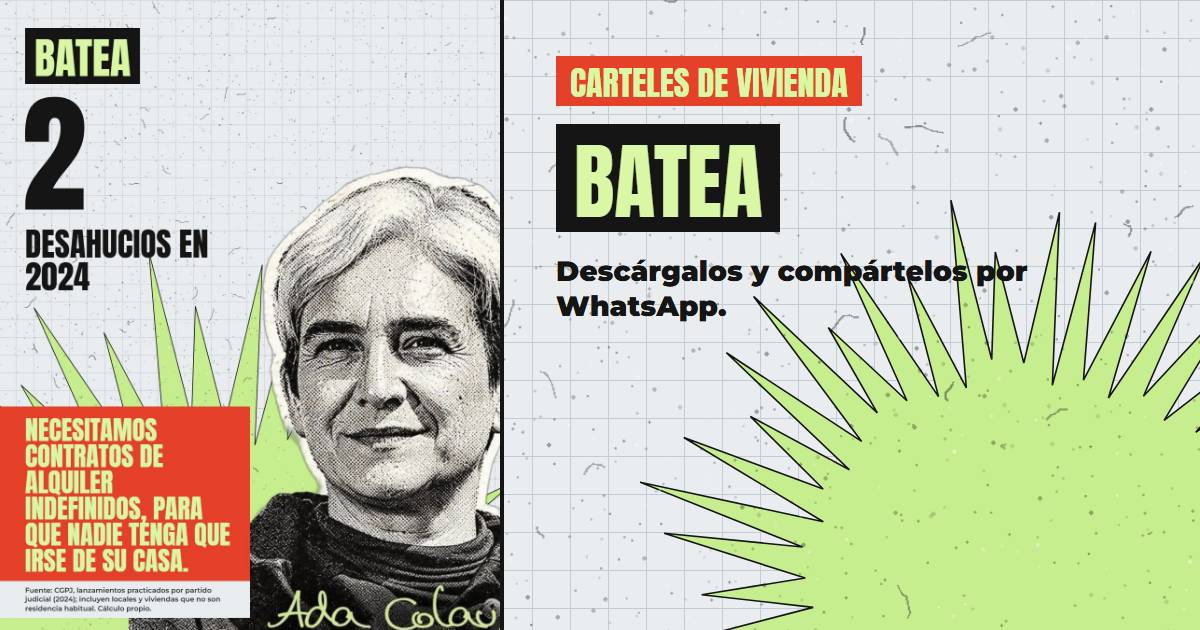 BATEA
2
DESAHUCIOS EN
2024
NECESITAMOS
CONTRATOS DE
ALQUILER
INDEFINIDOS, PARA
QUE NADIE TENGA QUE
IRSE DE SU CASA.
Fuente: CGPJ, lanzamientos practicados por partido
judicial (2024); incluyen locales y viviendas que no son
residencia habitual. Cálculo propio.
Ada Colau
CARTELES DE VIVIENDA
BATEA
Descárgalos y compártelos por
WhatsApp.